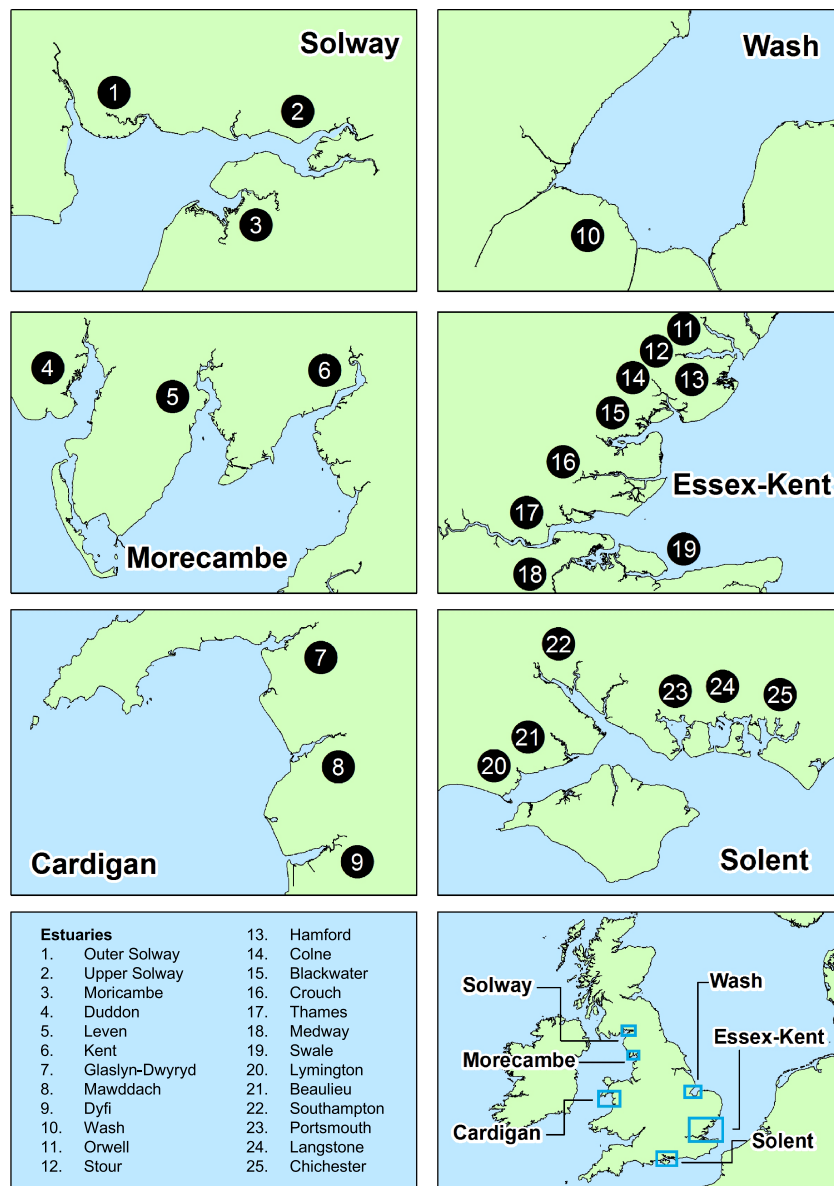 Solway
1
2
3
Wash
10
4
5
6
Morecambe
11
12
13
14
15
16
Essex-Kent
17
18
19
7
8
9
Cardigan
22
23
24
25
21
20
Solent
Estuaries
1. Outer Solway
2. Upper Solway
3. Moricambe
4. Duddon
5. Leven
6. Kent
7. Glaslyn-Dwyryd
8. Mawddach
9. Dyfi
10. Wash
11. Orwell
12. Stour
13. Hamford
14. Colne
15. Blackwater
16. Crouch
17. Thames
18. Medway
19. Swale
20. Lymington
21. Beaulieu
22. Southampton
23. Portsmouth
24. Langstone
25. Chichester
Solway
Wash
Essex-Kent
Morecambe
Cardigan
Solent